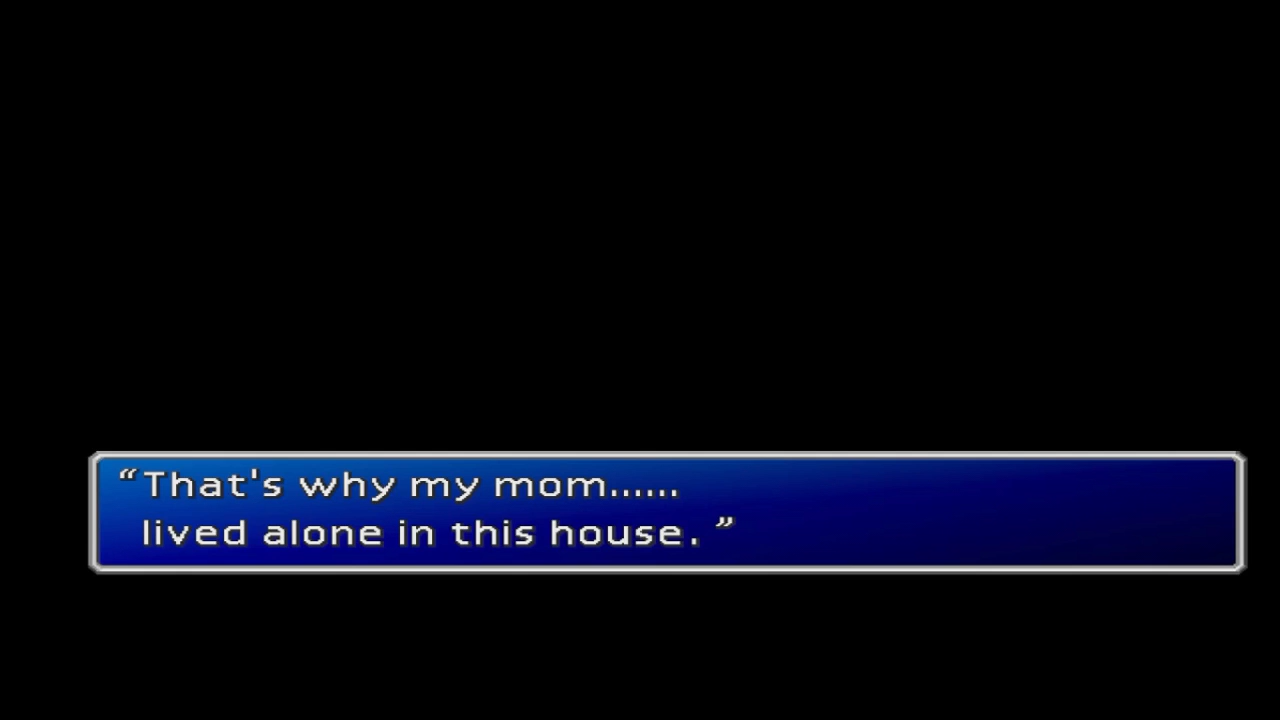 “That's why my mom......
lived alone in this house. ”